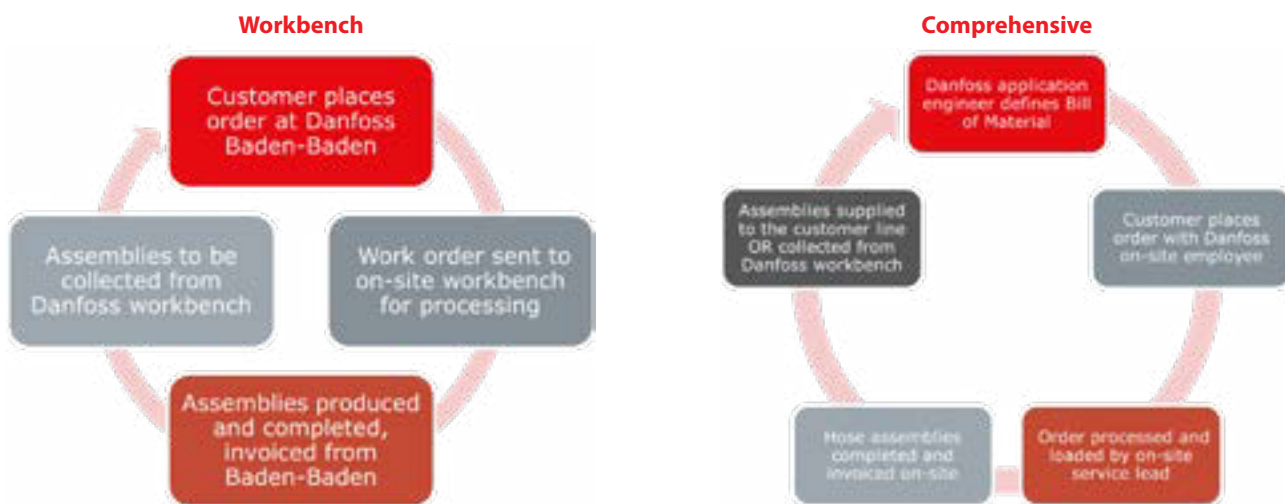 Workbench
Customer places
order at Danfoss
Baden-Baden
Work order sent to
on-site workbench
for processing
Assemblies produced
and completed,
invoiced from
Baden-Baden
Assemblies to be
collected from
Danfoss workbench
Comprehensive
Danfoss application
engineer defines Bill
of Material
Customer places
order with Danfoss
on-site employee
Order processed and
loaded by on-site
service lead
Hose assemblies
completed and
invoiced on-site
Assemblies supplied
to the customer line
OR collected from
Danfoss workbench